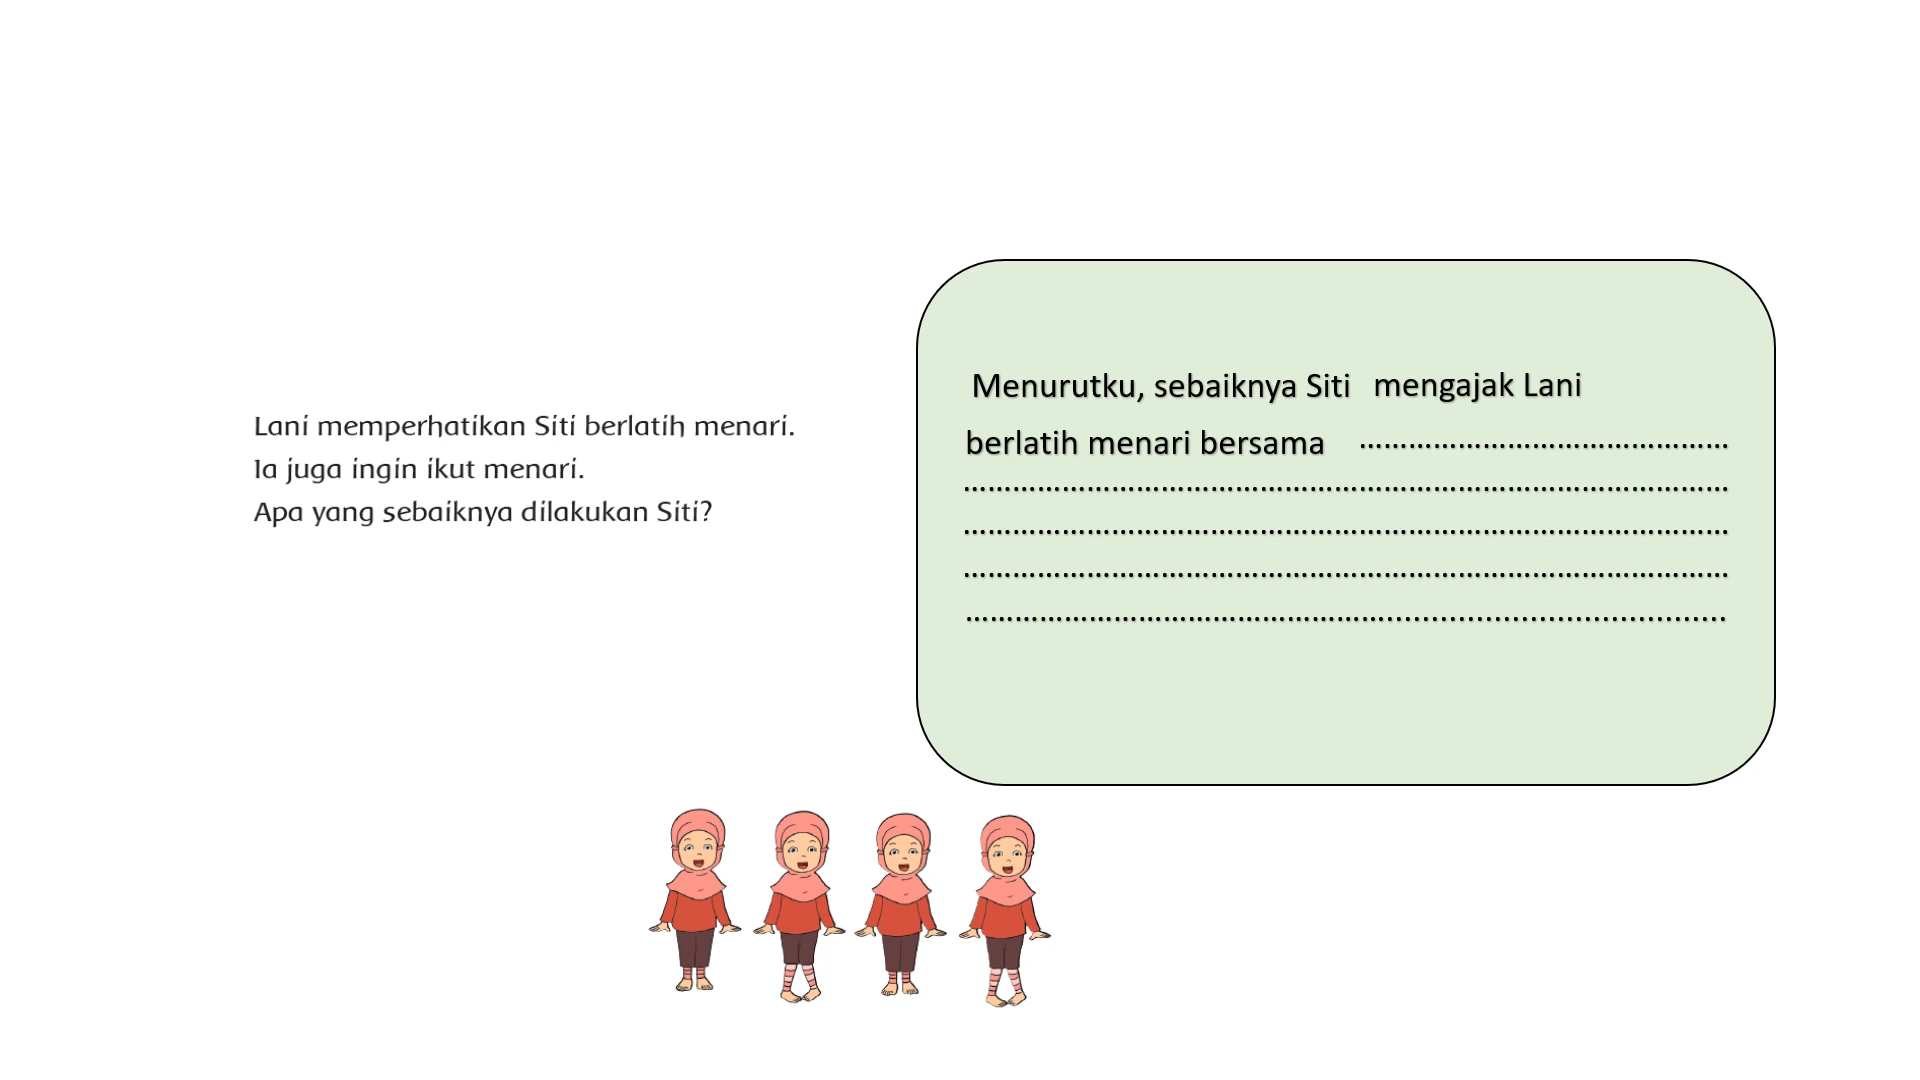 Lani memperhatikan Siti berlatih menari.
Ia juga ingin ikut menari.
Apa yang sebaiknya dilakukan Siti?
Menurutku, sebaiknya Siti mengajak Lani
berlatih menari bersama ..............................................
................................................................................................
................................................................................................
................................................................................................
................................................................................................